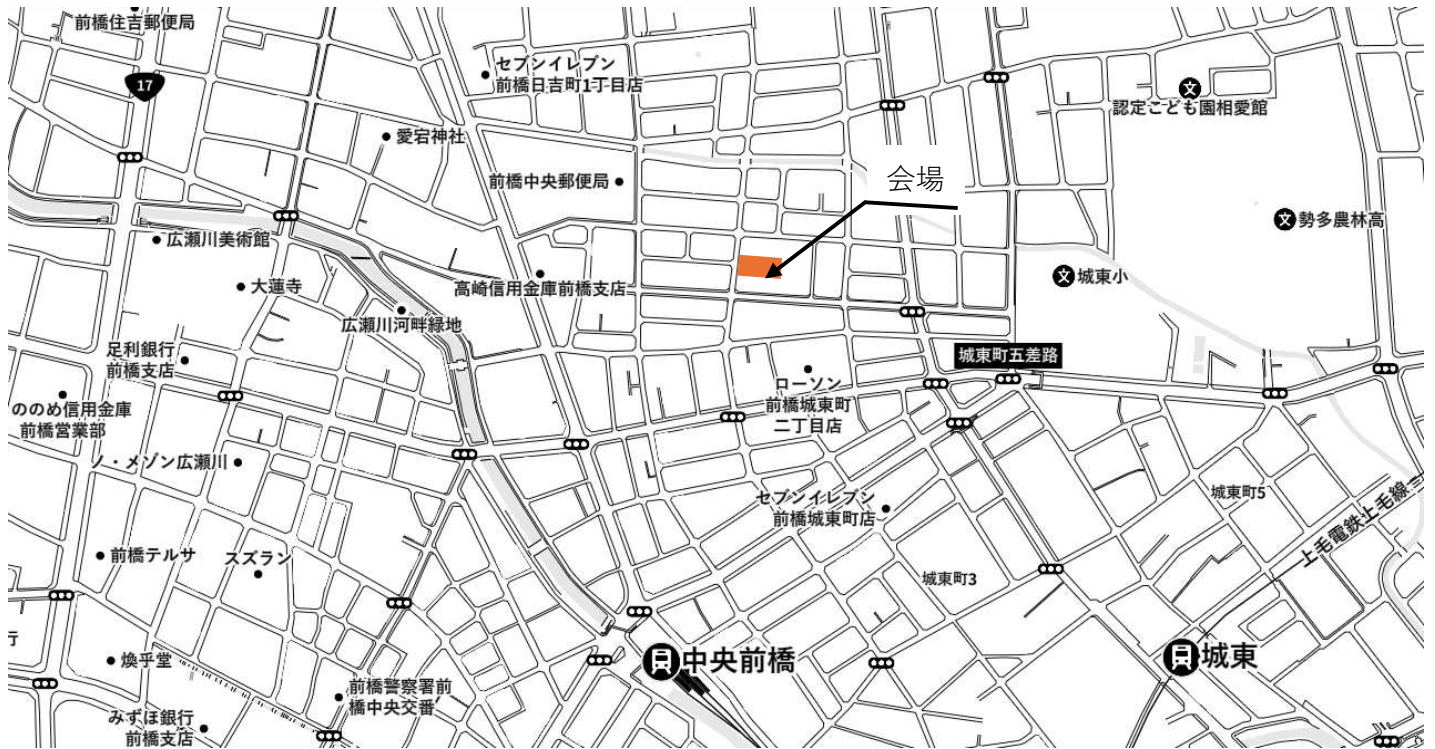 前橋住吉郵便局
17
セブンイレブン
前橋日吉町1丁目店
愛宕神社
認定こども園相愛館
前橋中央郵便局
会場
勢多農林高
広瀬川美術館
大蓮寺
高崎信用金庫前橋支店
城東小
広瀬川河畔緑地
足利銀行
前橋支店
城東町五差路
ののめ信用金庫
前橋営業部
ローソン
前橋城東町
二丁目店
ノ・メゾン広瀬川
セブンイレブン
前橋城東町店
城東町5
上毛電鉄上毛線
前橋テルサ
スズラン
城東町3
行
煥乎堂
中央前橋
城東
前橋警察署前
橋中央交番
みずほ銀行
前橋支店
文
文
文